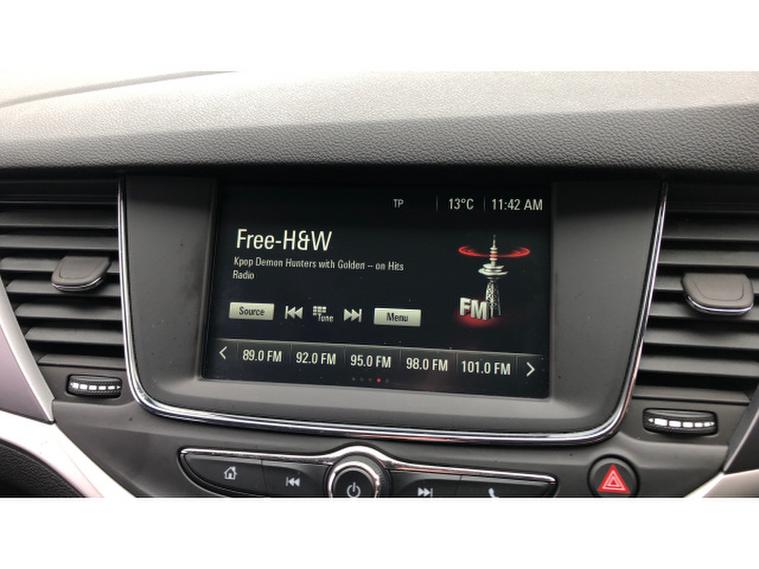 TP 13°C 11:42 AM
Free-H&W
Kpop Demon Hunters with Golden -- on Hits
Radio
FM
Source Tune Menu
89.0 FM 92.0 FM 95.0 FM 98.0 FM 101.0 FM